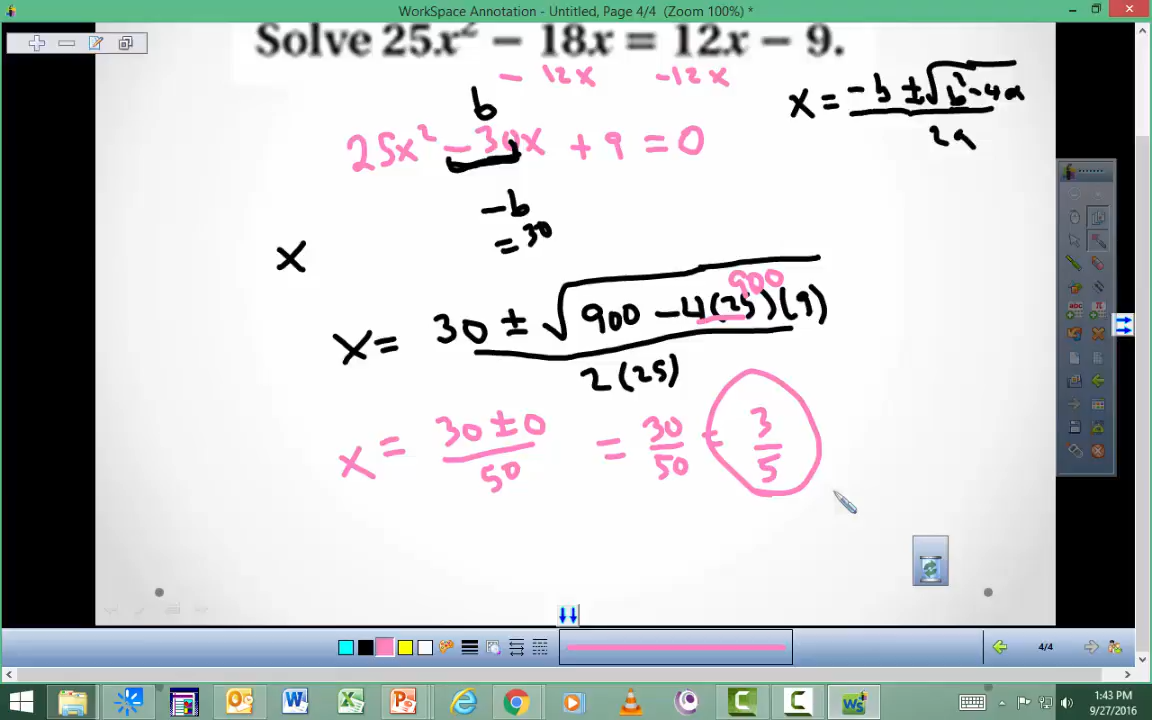 WorkSpace Annotation - Untitled, Page 4/4 (Zoom 100%) *
Solve 25x² − 18x = 12x − 9.
− 12x −12x
b
x = −b ±√b²−4a
2a
25x² −30x + 9 = 0
−b
= 30
x
900
x = 30 ± √900 − 4(25)(9)
2(25)
x = 30 ± 0 / 50 = 30/50 = 3/5
4/4
1:43 PM
9/27/2016